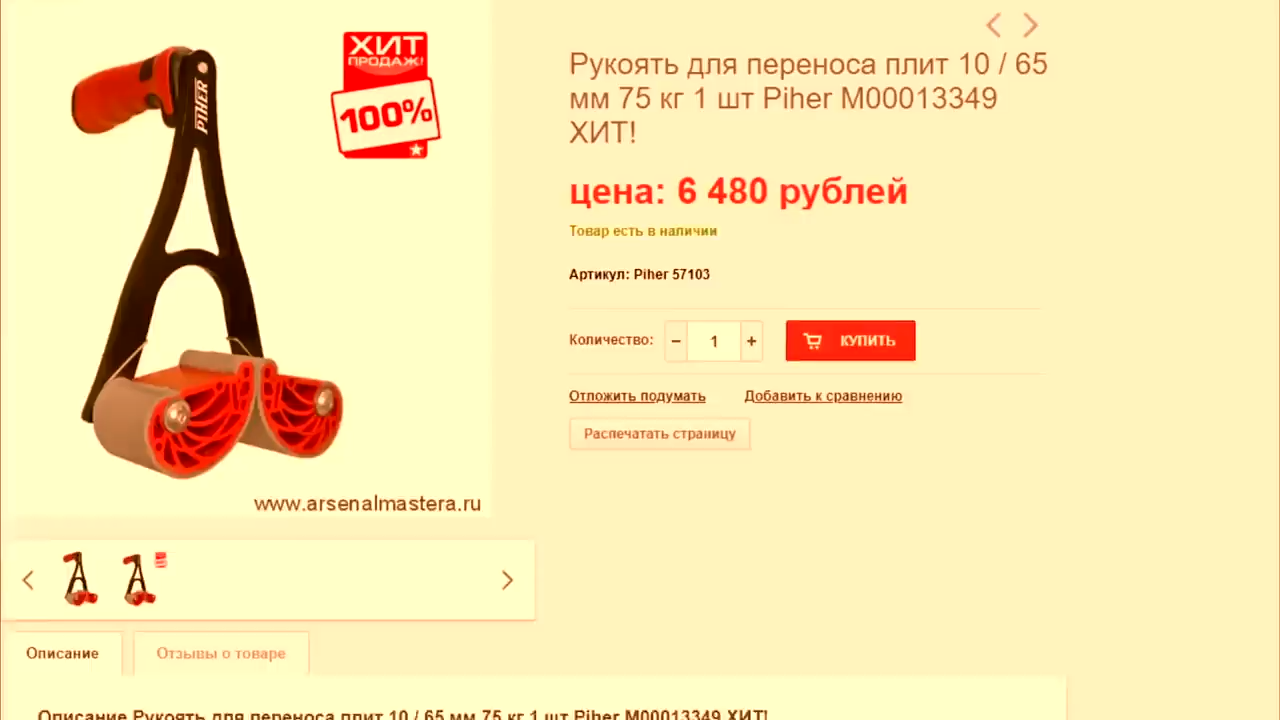 ХИТ
ПРОДАЖ!
100%
PIHER
www.arsenalmastera.ru
Рукоять для переноса плит 10 / 65
мм 75 кг 1 шт Piher М00013349
ХИТ!
цена: 6 480 рублей
Товар есть в наличии
Артикул: Piher 57103
Количество: − 1 + КУПИТЬ
Отложить подумать Добавить к сравнению
Распечатать страницу
Описание Отзывы о товаре
Описание Рукоять для переноса плит 10 / 65 мм 75 кг 1 шт Piher М00013349 ХИТ!